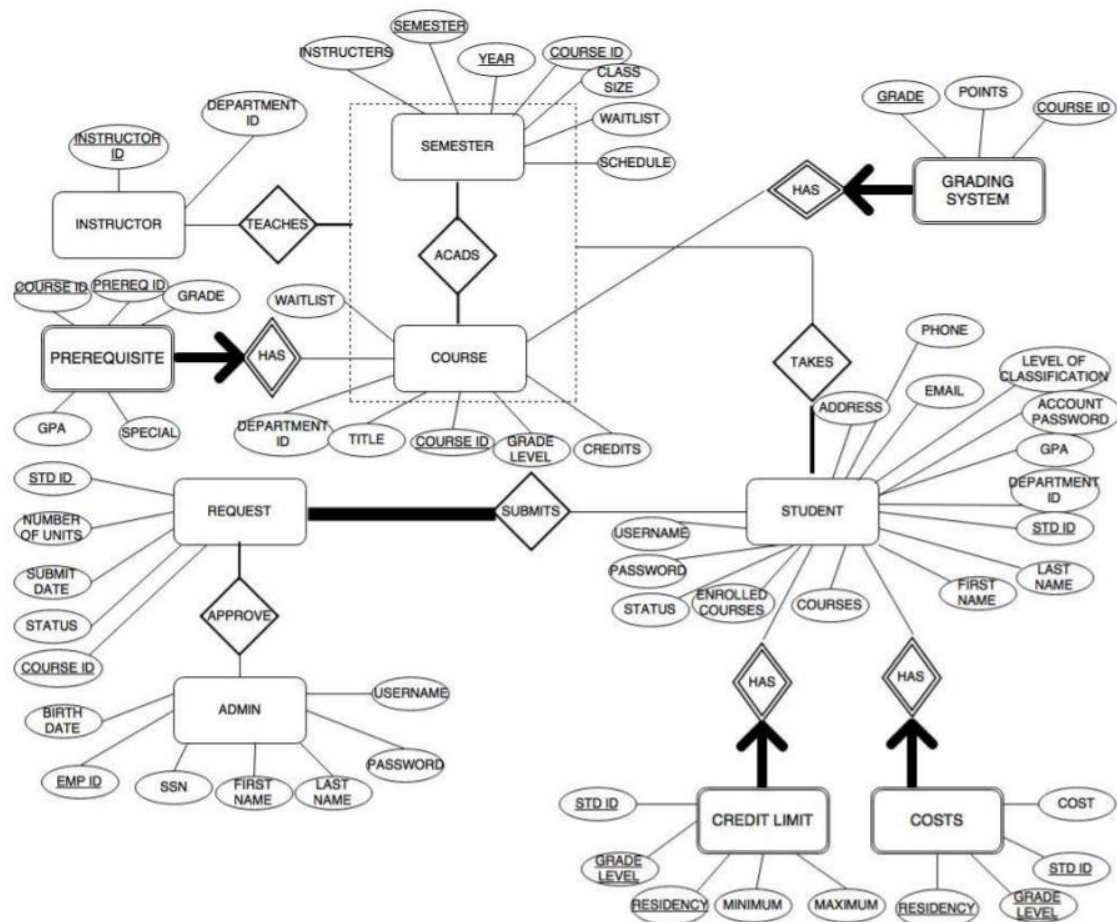 SEMESTER
INSTRUCTERS
YEAR
COURSE ID
CLASS
SIZE
WAITLIST
SCHEDULE
SEMESTER
DEPARTMENT
ID
INSTRUCTOR
ID
INSTRUCTOR
TEACHES
ACADS
GRADE
POINTS
COURSE ID
HAS
GRADING
SYSTEM
COURSE ID
PREREQ ID
GRADE
PREREQUISITE
HAS
GPA
SPECIAL
WAITLIST
COURSE
DEPARTMENT
ID
TITLE
COURSE ID
GRADE
LEVEL
CREDITS
TAKES
PHONE
ADDRESS
EMAIL
LEVEL OF
CLASSIFICATION
ACCOUNT
PASSWORD
GPA
DEPARTMENT
ID
STD ID
LAST
NAME
FIRST
NAME
STUDENT
USERNAME
PASSWORD
STATUS
ENROLLED
COURSES
COURSES
STD ID
NUMBER
OF UNITS
SUBMIT
DATE
STATUS
COURSE ID
REQUEST
SUBMITS
APPROVE
ADMIN
BIRTH
DATE
EMP ID
SSN
FIRST
NAME
LAST
NAME
PASSWORD
USERNAME
HAS
HAS
STD ID
GRADE
LEVEL
RESIDENCY
MINIMUM
MAXIMUM
CREDIT LIMIT
COSTS
COST
STD ID
GRADE
LEVEL
RESIDENCY